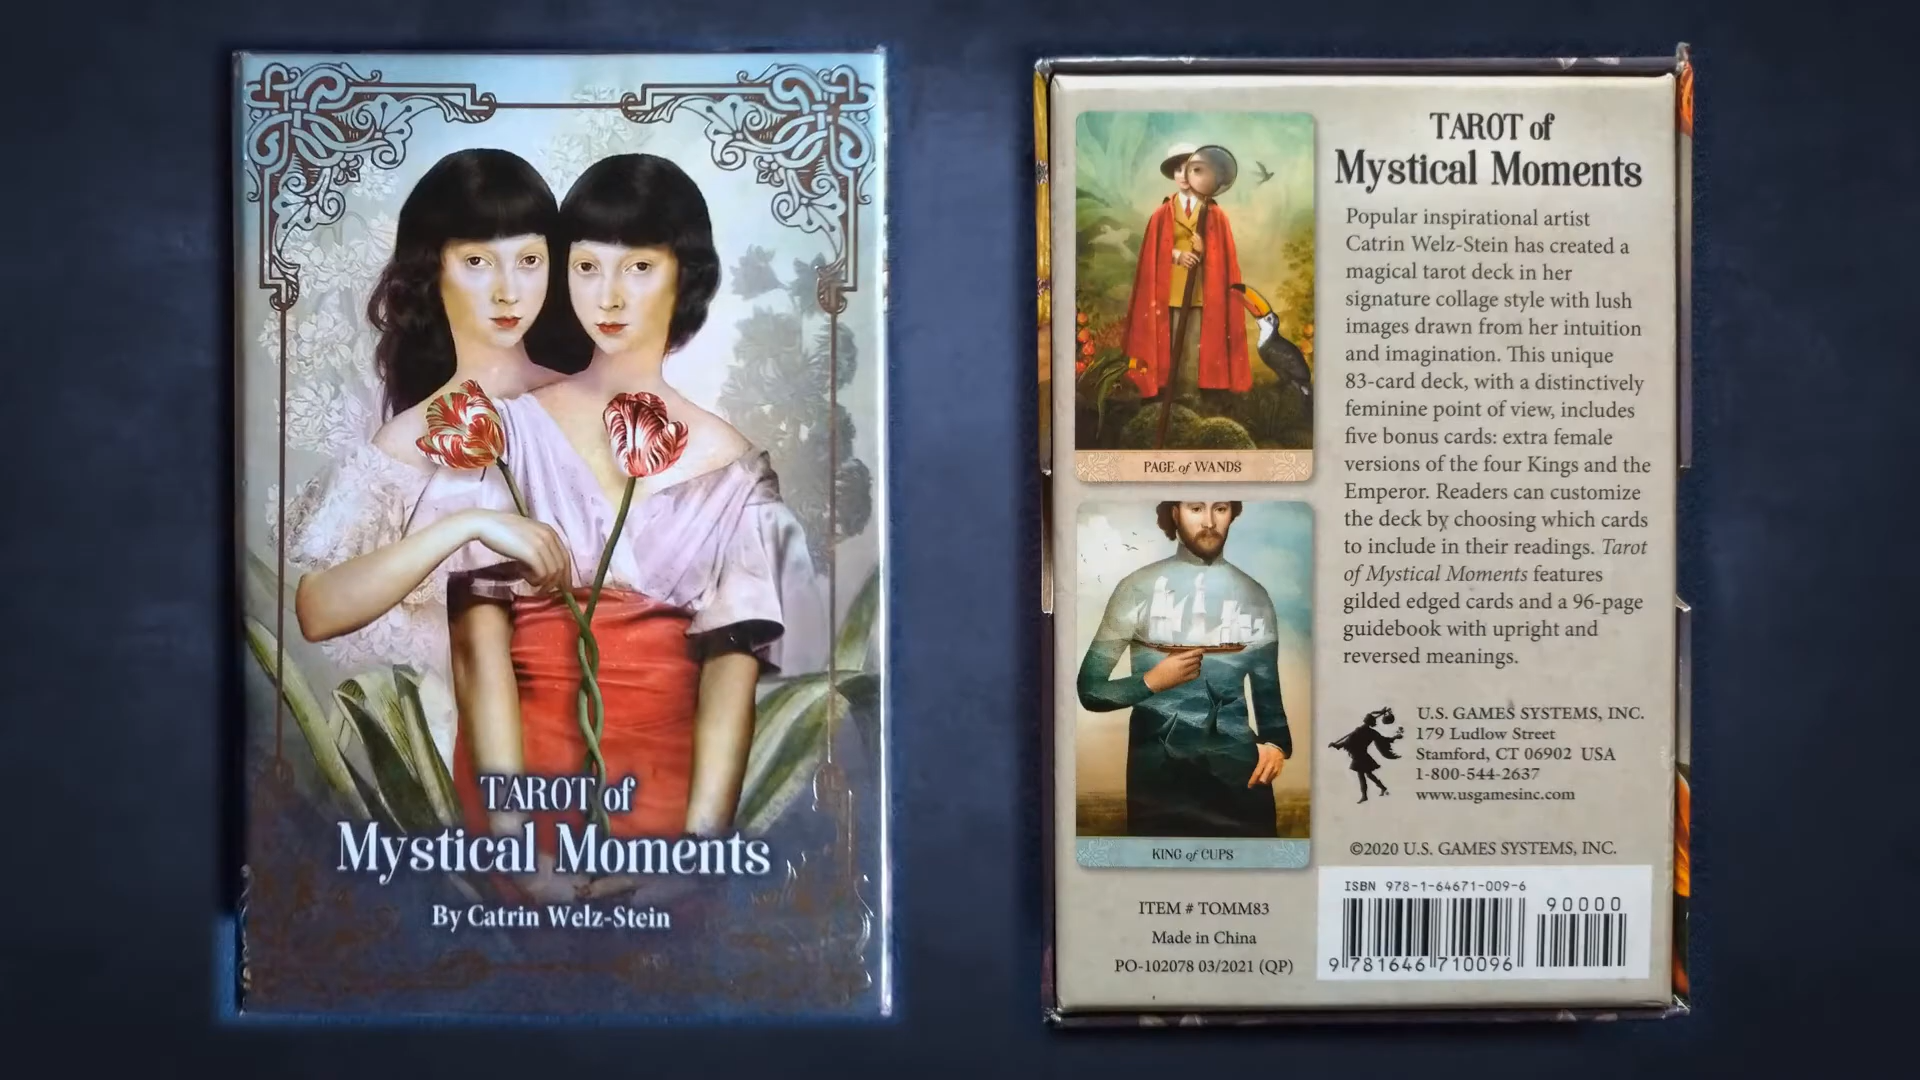 TAROT of
Mystical Moments
By Catrin Welz-Stein
TAROT of
Mystical Moments
Popular inspirational artist
Catrin Welz-Stein has created a
magical tarot deck in her
signature collage style with lush
images drawn from her intuition
and imagination. This unique
83-card deck, with a distinctively
feminine point of view, includes
five bonus cards: extra female
versions of the four Kings and the
Emperor. Readers can customize
the deck by choosing which cards
to include in their readings. Tarot
of Mystical Moments features
gilded edged cards and a 96-page
guidebook with upright and
reversed meanings.
PAGE of WANDS
KING of CUPS
U.S. GAMES SYSTEMS, INC.
179 Ludlow Street
Stamford, CT 06902 USA
1-800-544-2637
www.usgamesinc.com
©2020 U.S. GAMES SYSTEMS, INC.
ITEM # TOMM83
Made in China
PO-102078 03/2021 (QP)
ISBN 978-1-64671-009-6
90000
9 781646 710096